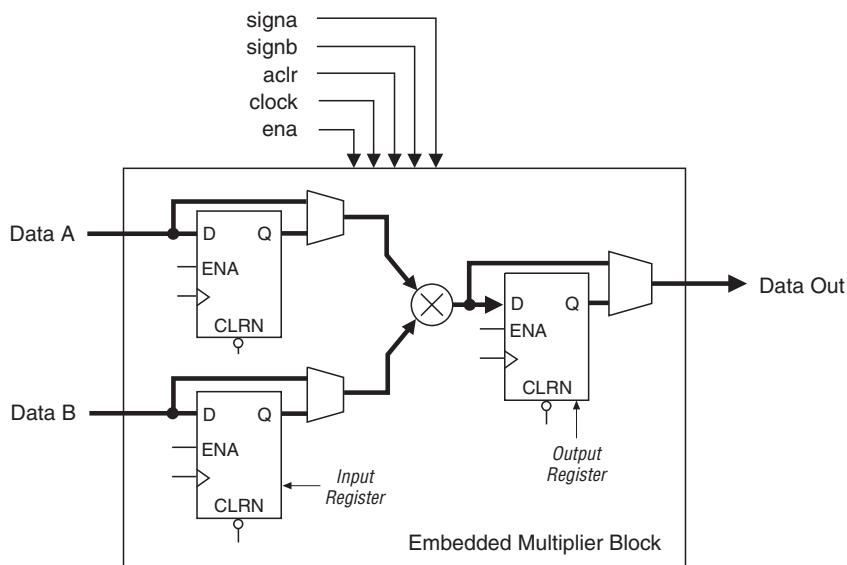 signa
signb
aclr
clock
ena
Data A
D Q
ENA
CLRN
Data B
D Q
ENA
CLRN
Input
Register
D Q
ENA
CLRN
Output
Register
Data Out
Embedded Multiplier Block